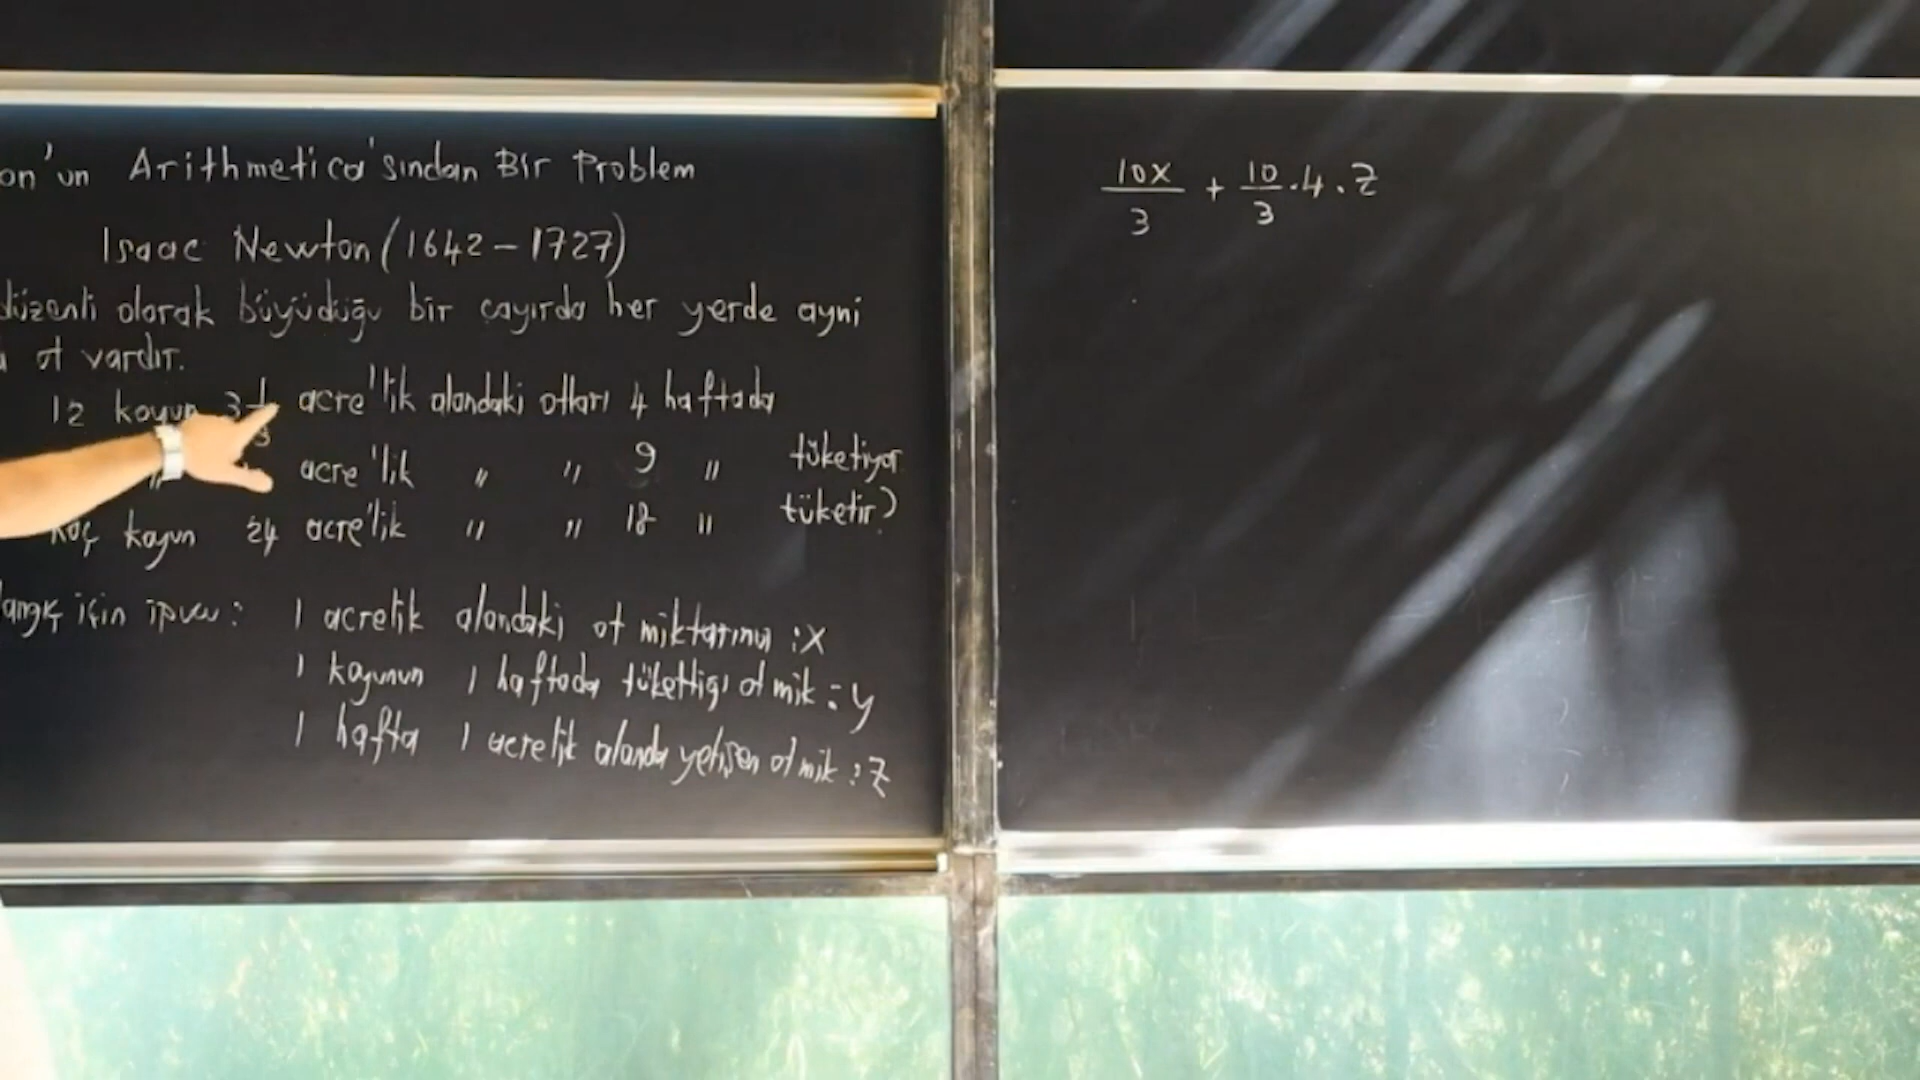 on'un Arithmetica'sından Bir Problem
Isaac Newton (1642-1727)
düzenli olarak büyüdüğü bir çayırda her yerde ayni
ot vardır.
12 koyun 3 1/3 acre'lik alandaki otları 4 haftada
" acre'lik " " 9 " tüketiyor
kaç koyun 24 acre'lik " " 18 " tüketir?
için ipucu: 1 acrelik alandaki ot miktarını :x
1 koyunun 1 haftada tükettiği ot mik : y
1 hafta 1 acrelik alanda yetişen ot mik : z
10x/3 + 10/3 . 4 . z